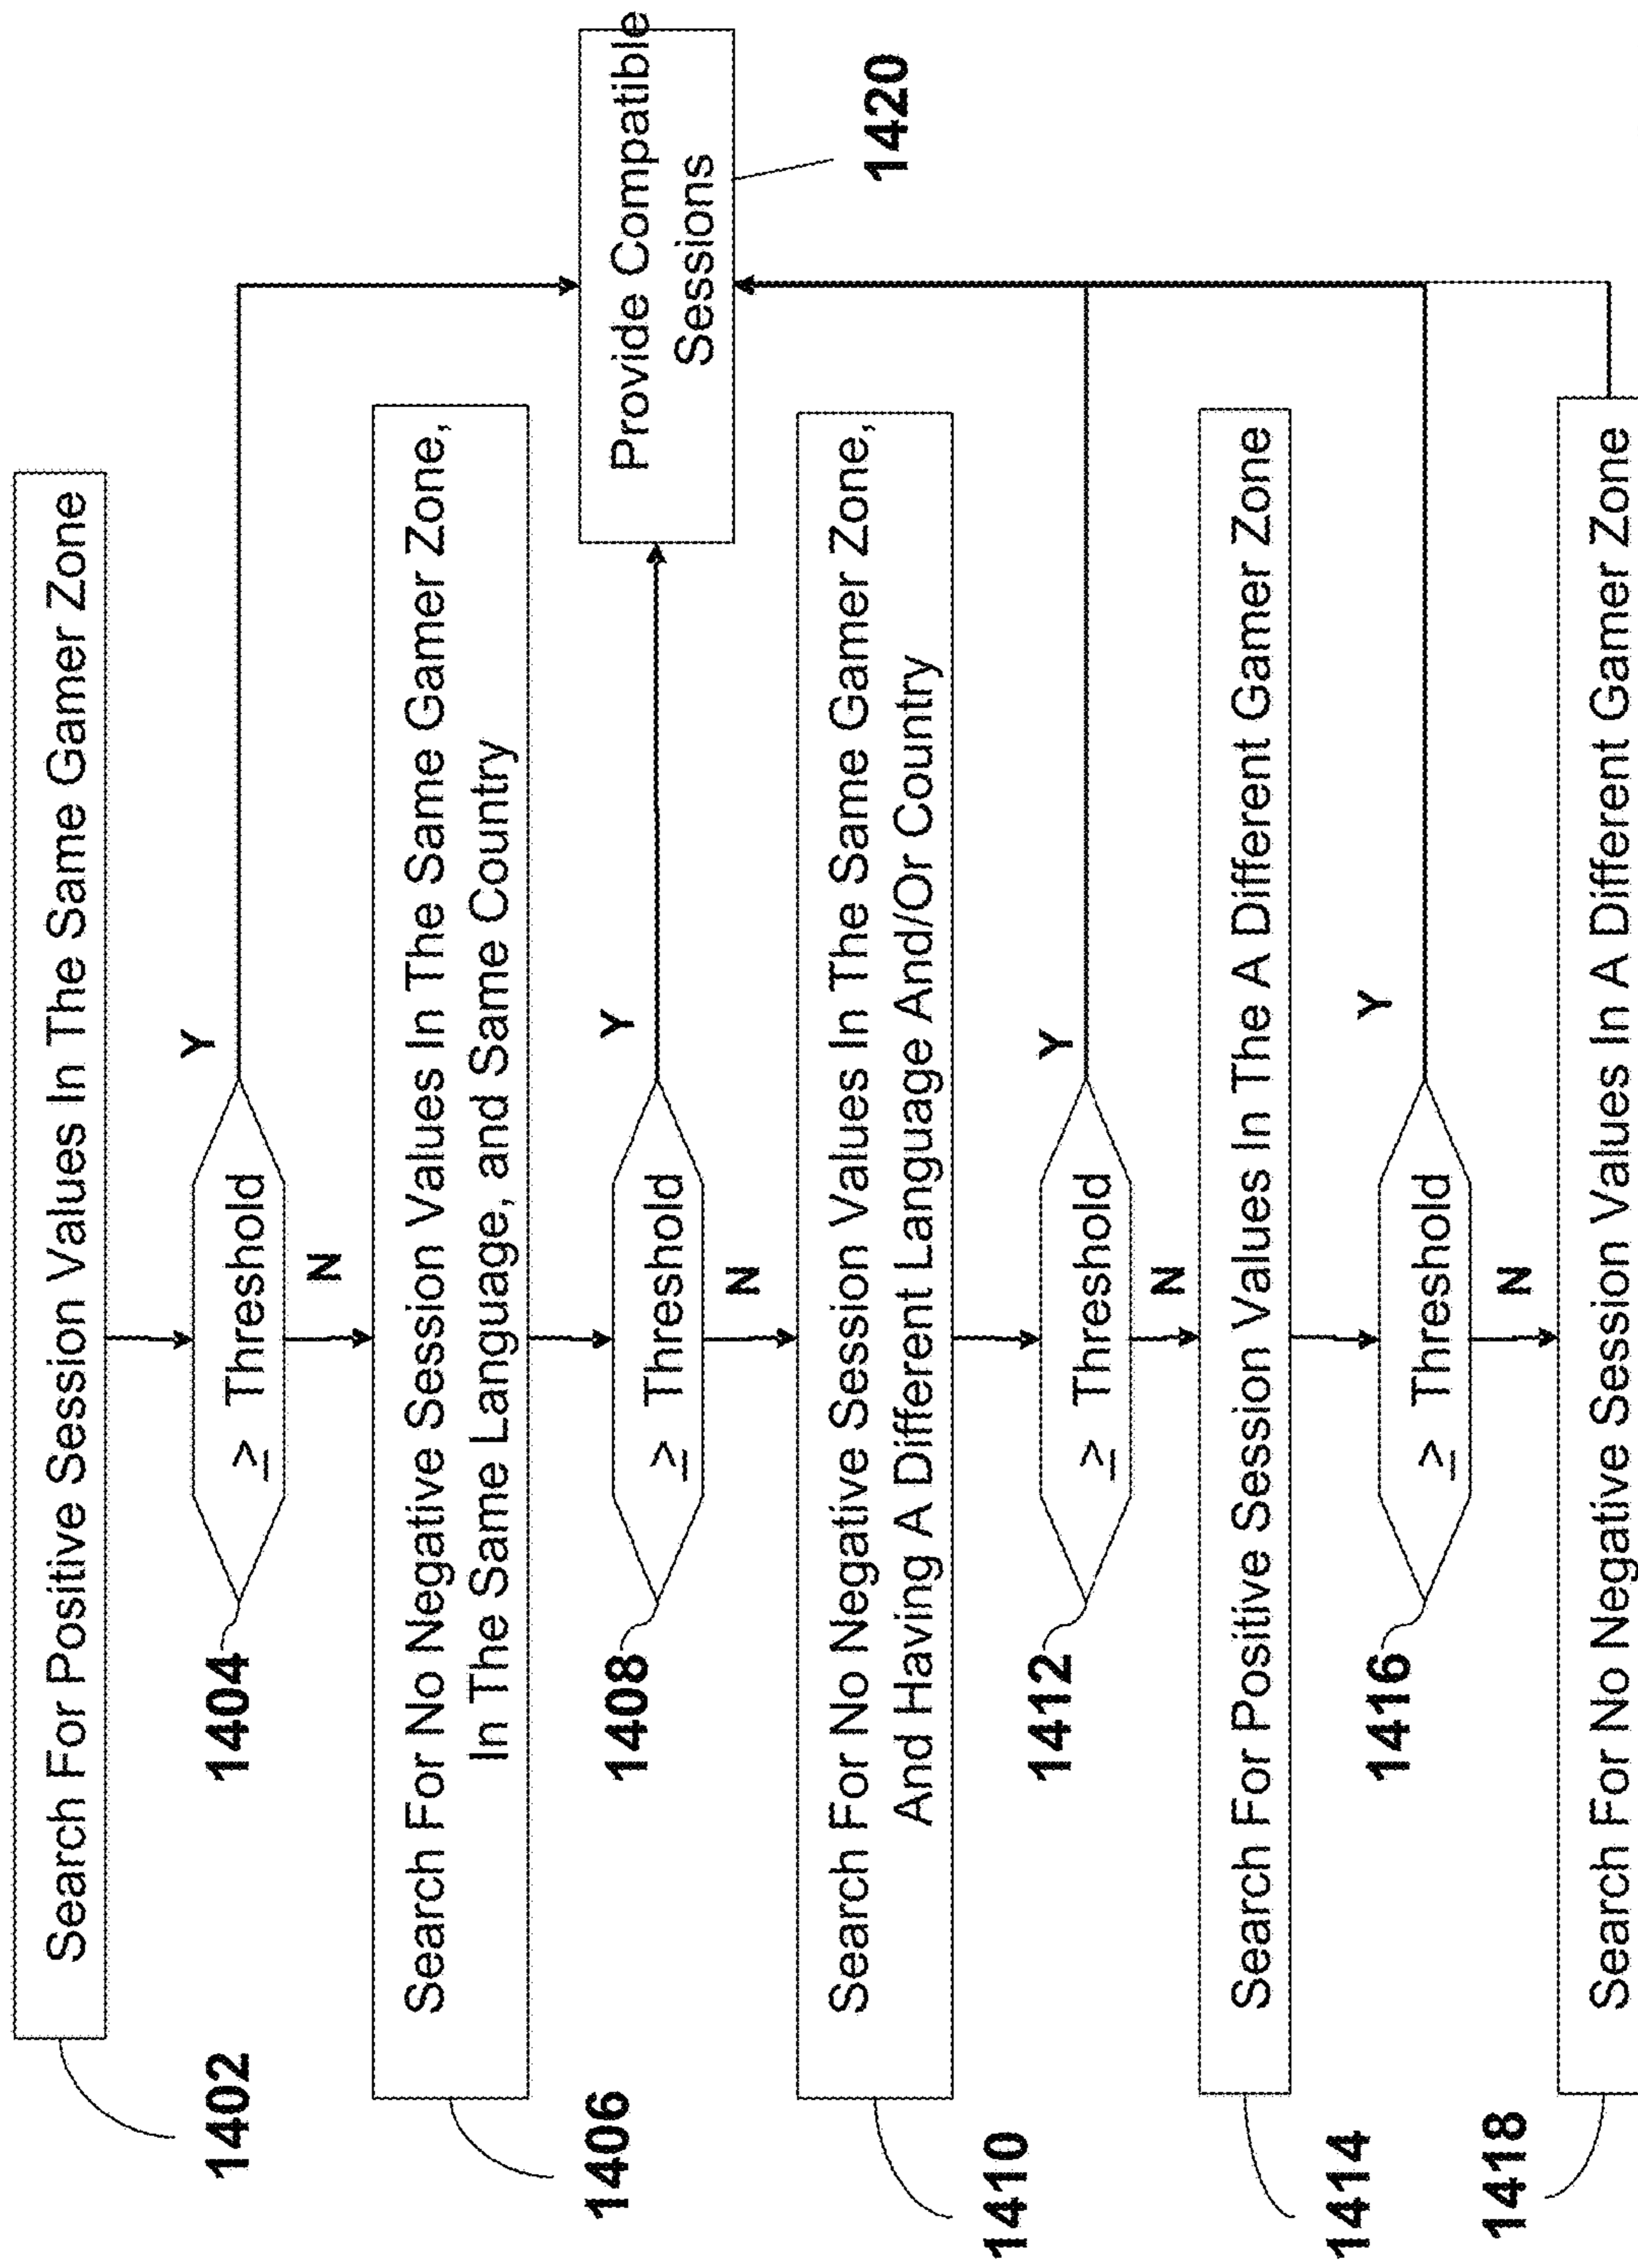 Search For Positive Session Values In The Same Gamer Zone
1402
≥ Threshold
Y
N
1404
Search For No Negative Session Values In The Same Gamer Zone,
In The Same Language, and Same Country
1406
≥ Threshold
Y
N
1408
Provide Compatible
Sessions
1420
Search For No Negative Session Values In The Same Gamer Zone,
And Having A Different Language And/Or Country
1410
≥ Threshold
Y
N
1412
Search For Positive Session Values In The A Different Gamer Zone
1414
≥ Threshold
Y
N
1416
Search For No Negative Session Values In A Different Gamer Zone
1418